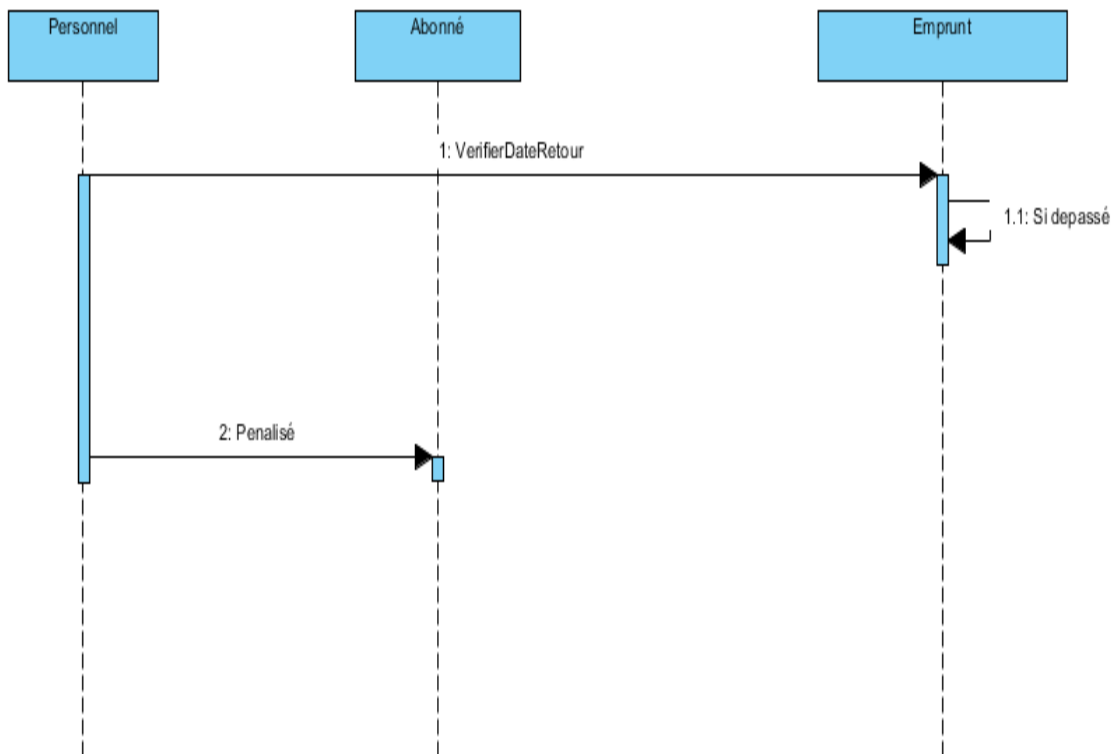 Personnel
Abonné
Emprunt
1: VerifierDateRetour
1.1: Si depassé
2: Penalisé